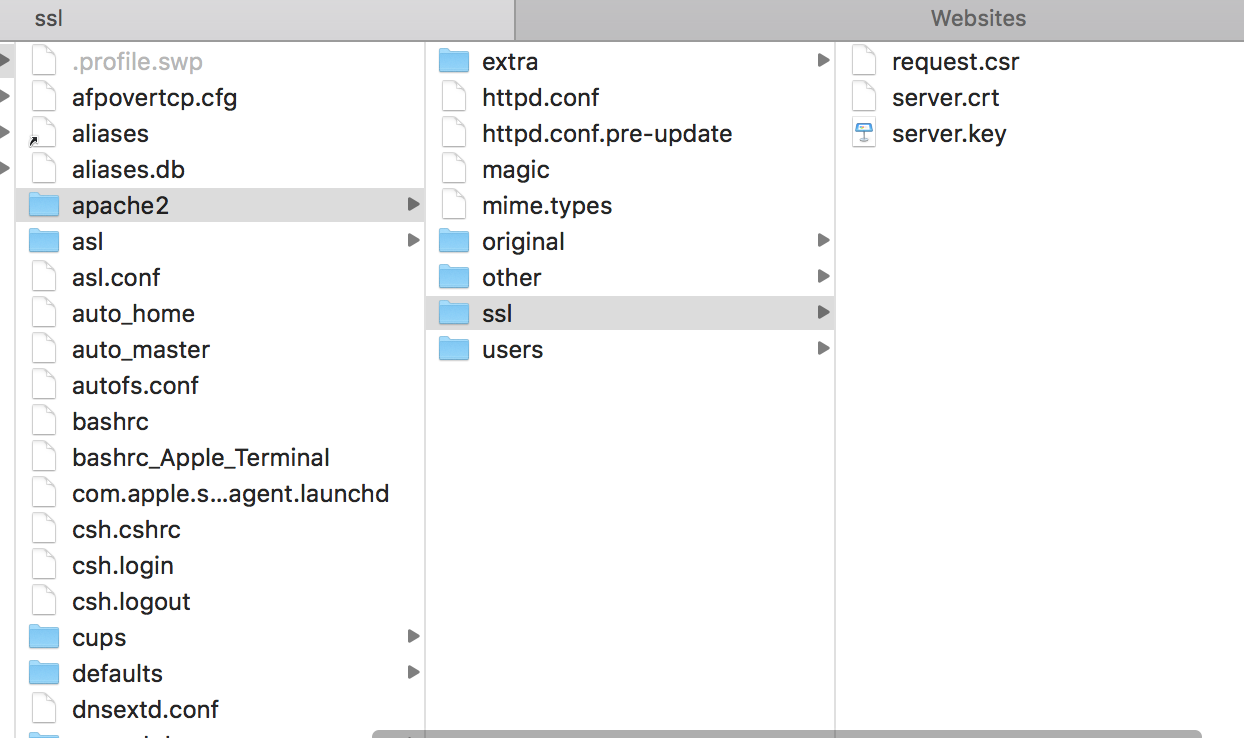 ssl
Websites
.profile.swp
afpovertcp.cfg
aliases
aliases.db
apache2
asl
asl.conf
auto_home
auto_master
autofs.conf
bashrc
bashrc_Apple_Terminal
com.apple.s...agent.launchd
csh.cshrc
csh.login
csh.logout
cups
defaults
dnsextd.conf
extra
httpd.conf
httpd.conf.pre-update
magic
mime.types
original
other
ssl
users
request.csr
server.crt
server.key